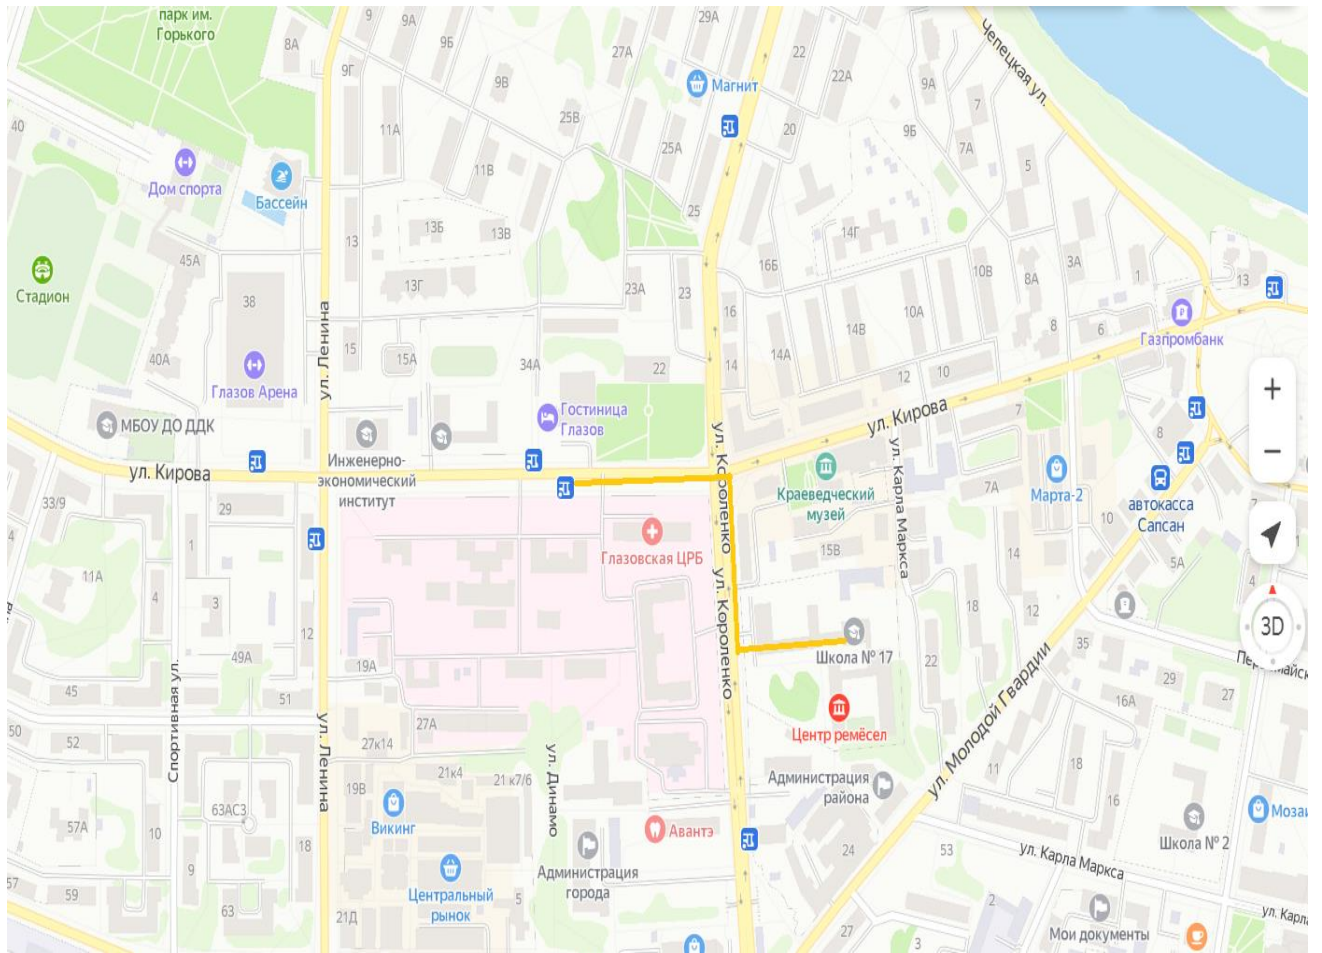 парк им.
Горького
9
9А
9Б
29А
8А
9Г
27А
22
22А
Чепецкая ул.
9В
Магнит
9А
7
40
11А
25В
20
9Б
25А
7А
Дом спорта
11В
5
Бассейн
25
13
13Б
13В
14Г
45А
16Б
10В
3А
Стадион
13Г
23А
23
8А
1
13
38
ул. Ленина
16
14В
10А
8
6
Газпромбанк
40А
15
15А
34А
22
14
14А
12
10
Глазов Арена
Гостиница
Глазов
МБОУ ДО ДДК
ул. Кирова
7
8
ул. Кирова
Инженерно-
экономический
институт
ул. Короленко
ул. Карла Маркса
Краеведческий
музей
7А
Марта-2
автокасса
Сапсан
7
33/9
29
10
4
1
Глазовская ЦРБ
15В
14
5А
11А
4
3
ул. Короленко
18
12
4
3D
12
35
49А
19А
Школа № 17
22
45
51
29
27
16А
Спортивная ул.
ул. Ленина
27А
Центр ремёсел
ул. Молодой Гвардии
50
52
27к14
21к4
21 к7/6
ул. Динамо
Администрация
района
11
18
19В
63АС3
16
57А
10
Викинг
Авантэ
Школа № 2
18
24
53
ул. Карла Маркса
57
59
9
Администрация
города
Центральный
рынок
5
2
63
21Д
27
3
Мои документы